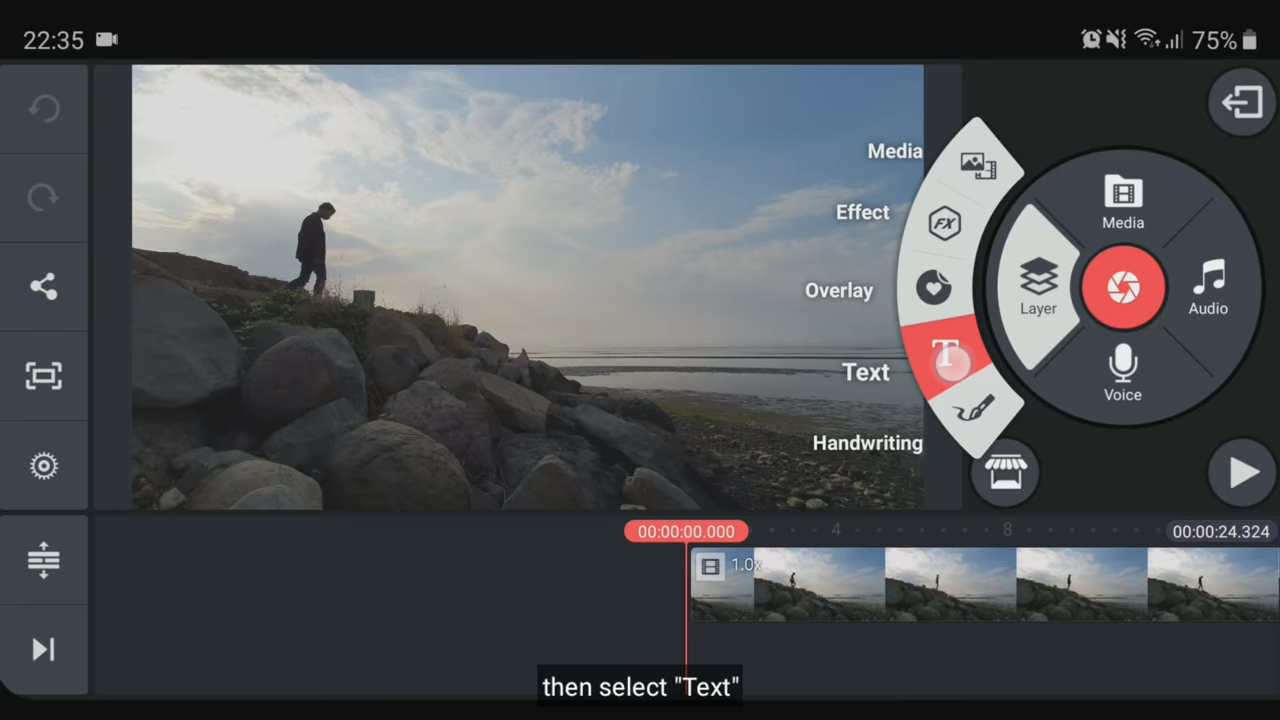 22:35
75%
Media
Effect
Overlay
Text
Handwriting
FX
T
Media
Layer
Audio
Voice
00:00:00.000
4
8
00:00:24.324
1.0x
then select "Text"